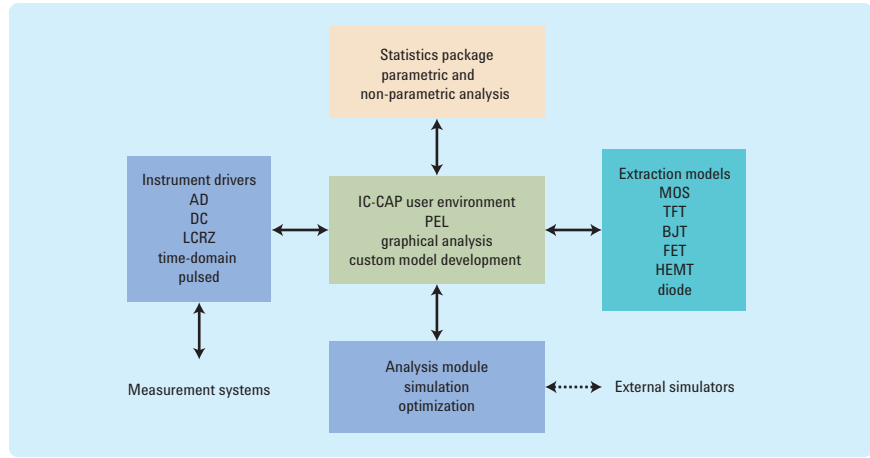 Statistics package
parametric and
non-parametric analysis
Instrument drivers
AD
DC
LCRZ
time-domain
pulsed
IC-CAP user environment
PEL
graphical analysis
custom model development
Extraction models
MOS
TFT
BJT
FET
HEMT
diode
Measurement systems
Analysis module
simulation
optimization
External simulators